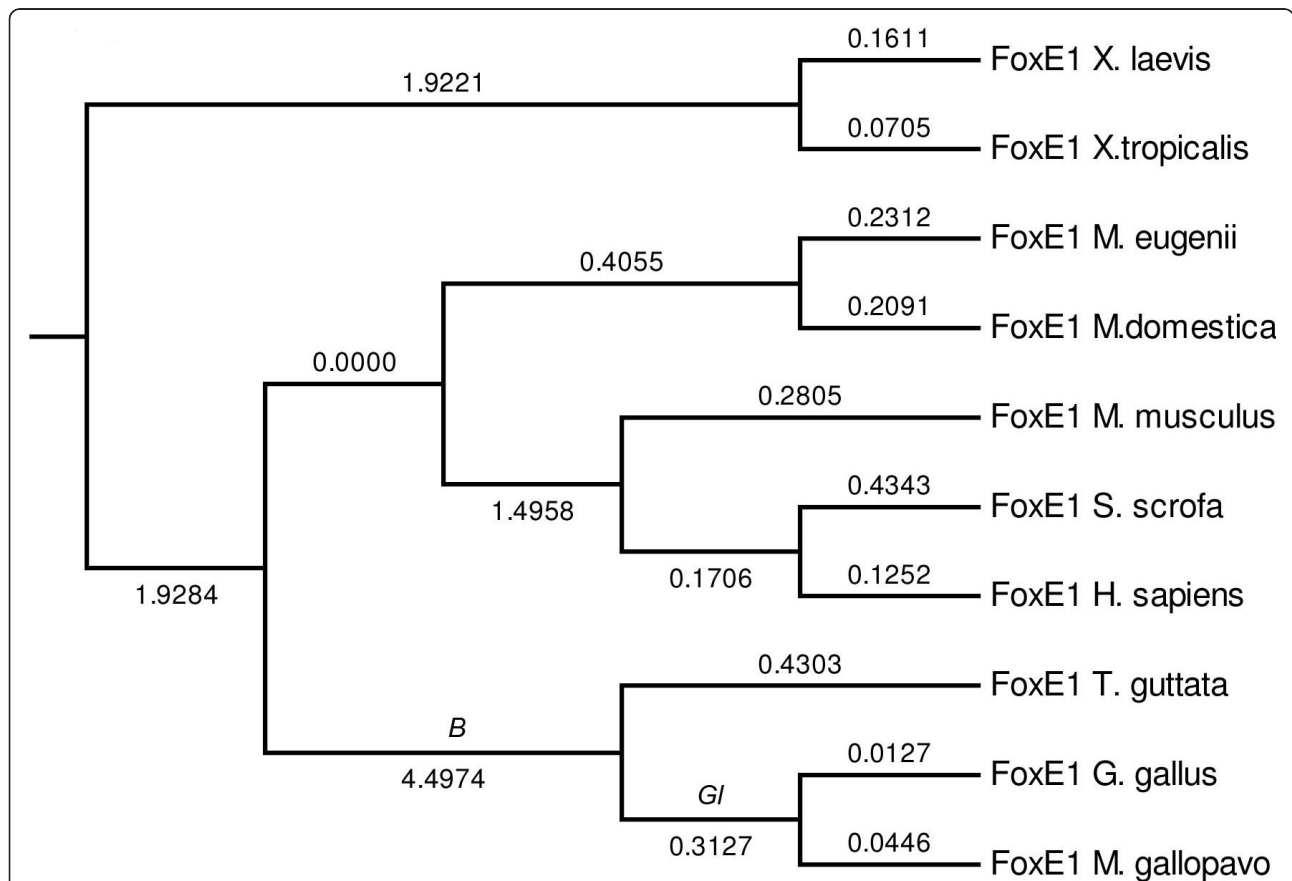 0.1611
FoxE1 X. laevis
1.9221
0.0705
FoxE1 X.tropicalis
0.2312
FoxE1 M. eugenii
0.4055
0.2091
FoxE1 M.domestica
0.0000
0.2805
FoxE1 M. musculus
1.4958
0.4343
FoxE1 S. scrofa
0.1706
0.1252
FoxE1 H. sapiens
1.9284
0.4303
FoxE1 T. guttata
B
4.4974
0.0127
FoxE1 G. gallus
GI
0.3127
0.0446
FoxE1 M. gallopavo